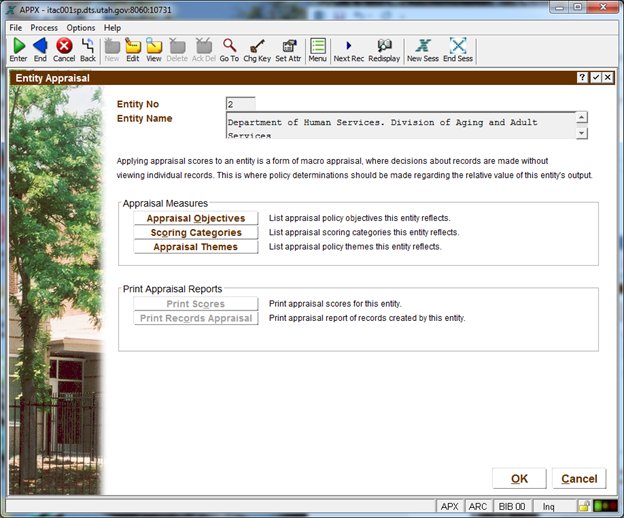 APPX - itac001sp.dts.utah.gov:8060:10731
File Process Options Help
Enter End Cancel Back New Edit View Delete Ack Del Go To Chg Key Set Attr Menu Next Rec Redisplay New Sess End Sess
Entity Appraisal
Entity No 2
Entity Name Department of Human Services. Division of Aging and Adult
Services
Applying appraisal scores to an entity is a form of macro appraisal, where decisions about records are made without
viewing individual records. This is where policy determinations should be made regarding the relative value of this entity's output.
Appraisal Measures
Appraisal Objectives List appraisal policy objectives this entity reflects.
Scoring Categories List appraisal scoring categories this entity reflects.
Appraisal Themes List appraisal policy themes this entity reflects.
Print Appraisal Reports
Print Scores Print appraisal scores for this entity.
Print Records Appraisal Print appraisal report of records created by this entity.
OK Cancel
APX ARC BIB 00 Inq